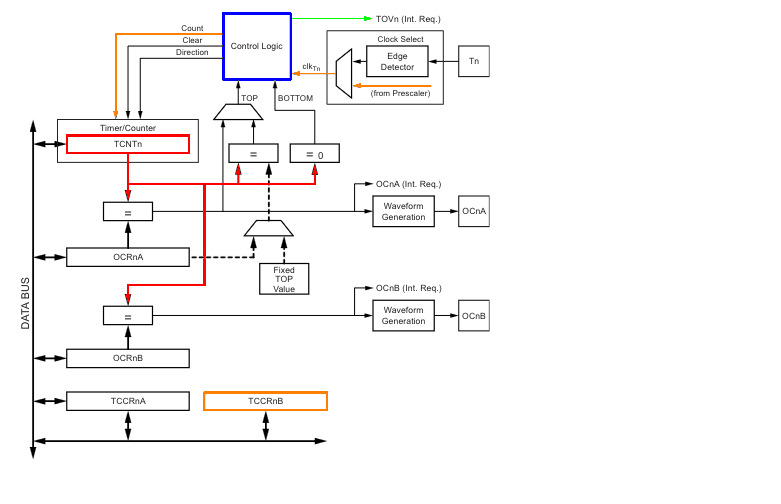 TOVn (Int. Req.)
Count
Clear
Direction
Control Logic
Clock Select
Edge
Detector
Tn
clkTn
(from Prescaler)
TOP
BOTTOM
Timer/Counter
TCNTn
=
= 0
OCnA (Int. Req.)
=
Waveform
Generation
OCnA
OCRnA
Fixed
TOP
Value
DATA BUS
OCnB (Int. Req.)
=
Waveform
Generation
OCnB
OCRnB
TCCRnA
TCCRnB